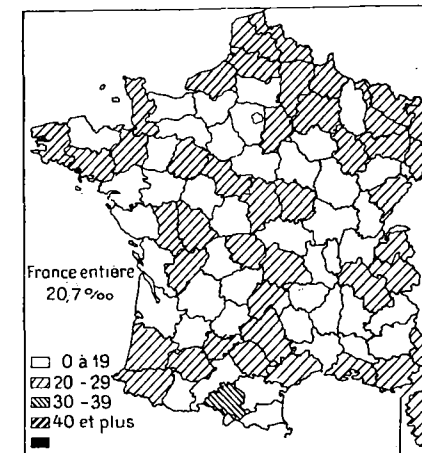 France entière
20,7 ‰
0 à 19
20 - 29
30 - 39
40 et plus